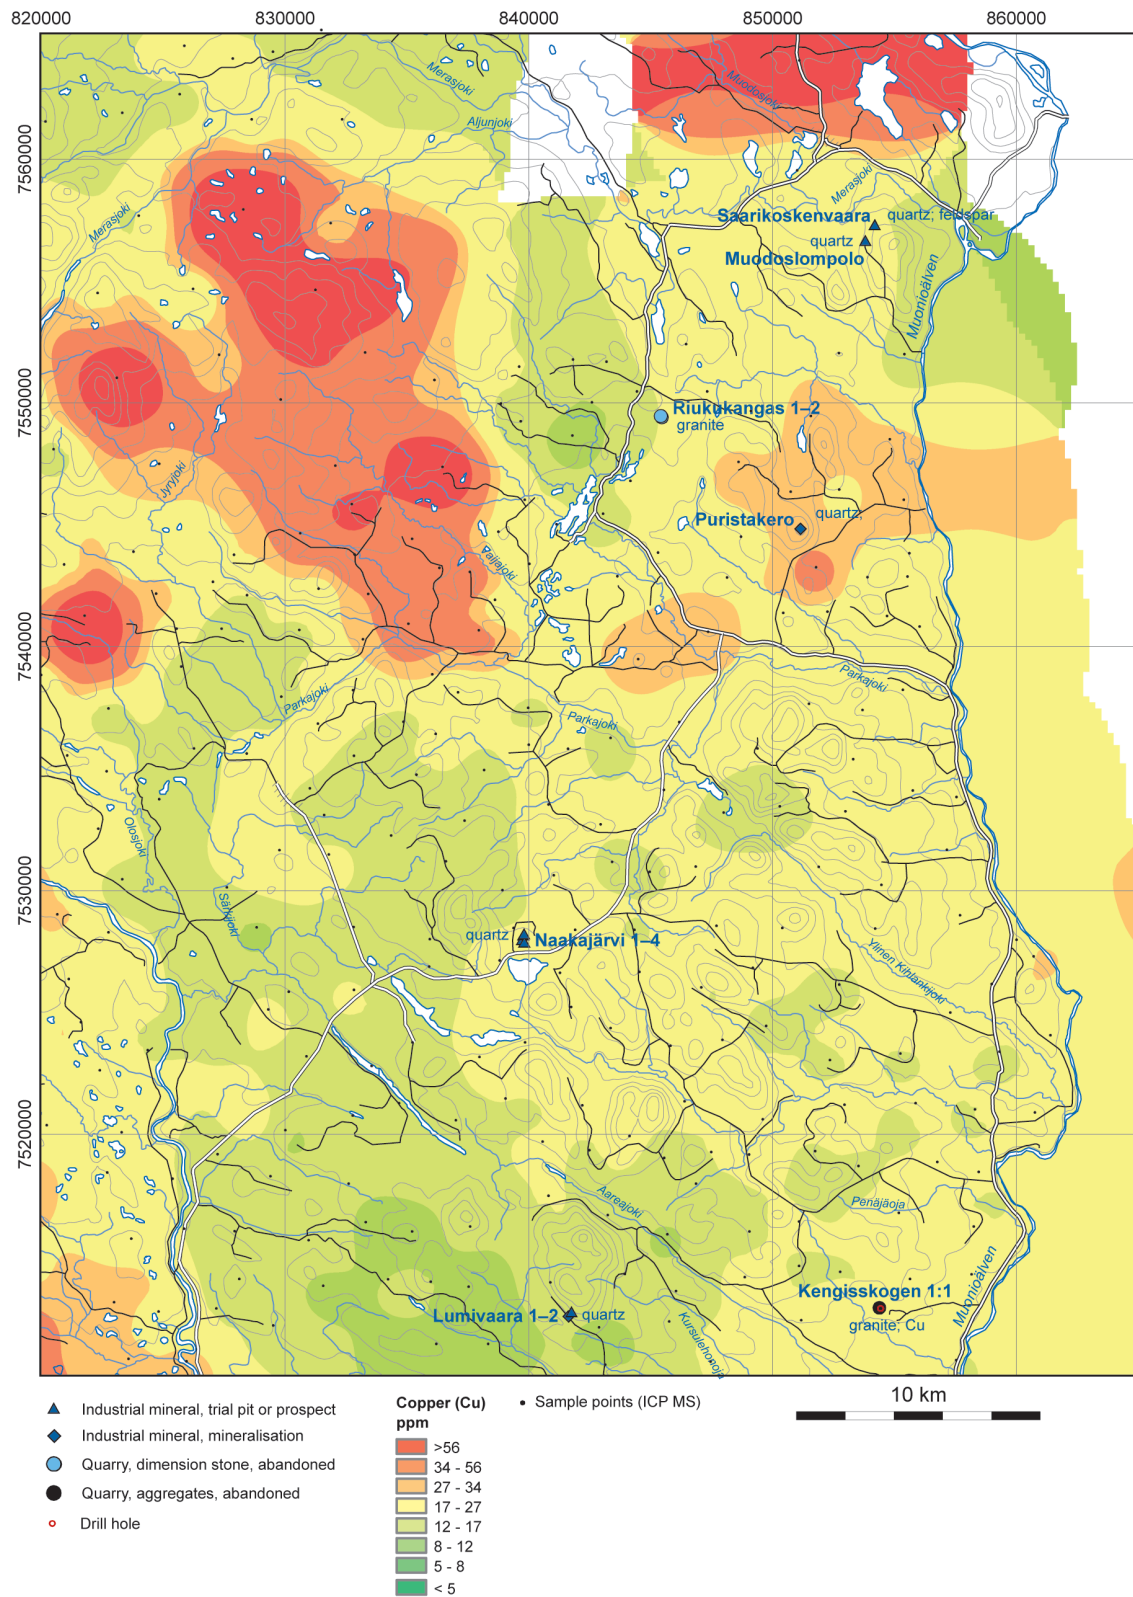 820000 830000 840000 850000 860000
Merasjoki
Muodosjoki
Aljunjoki
7560000
Merasjoki
Merasjoki
Saarikoskenvaara quartz; feldspar
quartz
Muodoslompolo
Muonioälven
7550000
Riukukangas 1–2
granite
Jyryjoki
Puristakero quartz;
Valjajoki
7540000
Parkajoki
Parkajoki
Parkajoki
Olosjoki
7530000
Särkijoki
quartz Naakajärvi 1–4
Ylinen Kihlankijoki
7520000
Aareajoki
Penäjäoja
Muonioälven
Kengisskogen 1:1
granite; Cu
Lumivaara 1–2 quartz
Kursulehonoja
Industrial mineral, trial pit or prospect
Industrial mineral, mineralisation
Quarry, dimension stone, abandoned
Quarry, aggregates, abandoned
Drill hole
Copper (Cu)
ppm
>56
34 - 56
27 - 34
17 - 27
12 - 17
8 - 12
5 - 8
< 5
Sample points (ICP MS)
10 km